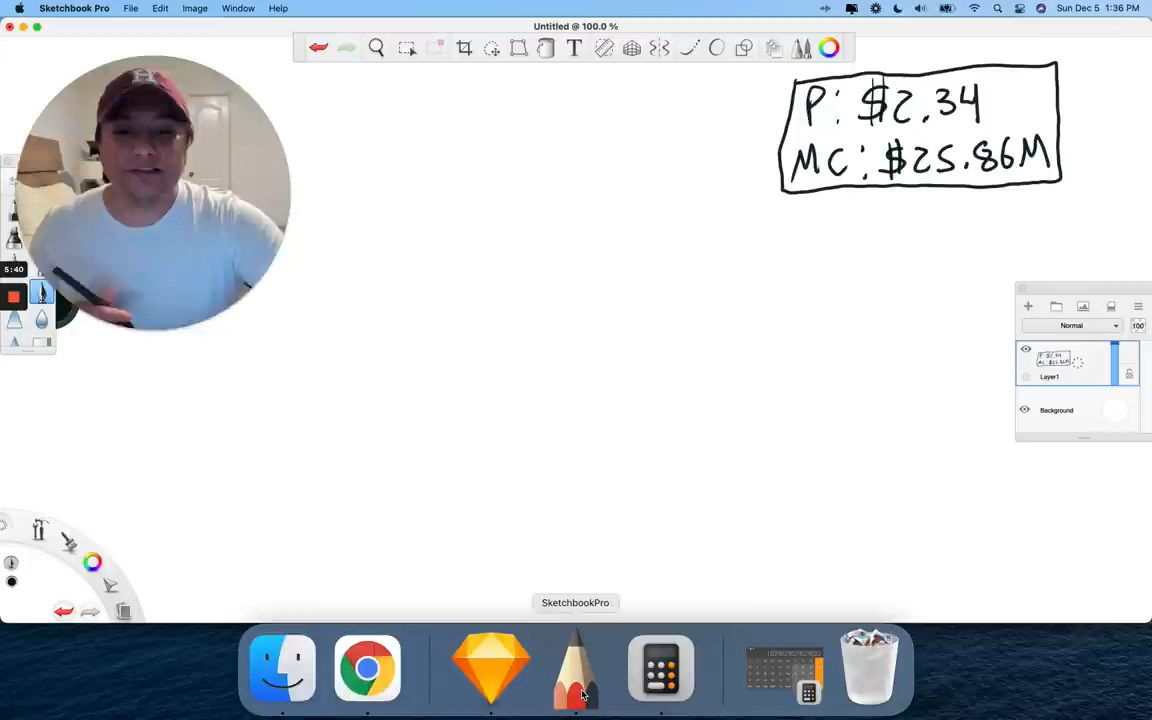 Sketchbook Pro File Edit Image Window Help Sun Dec 5 1:36 PM
Untitled @ 100.0 %
T
P: $2.34
MC: $25.86M
5:40
Normal
100
Layer1
Background
SketchbookPro